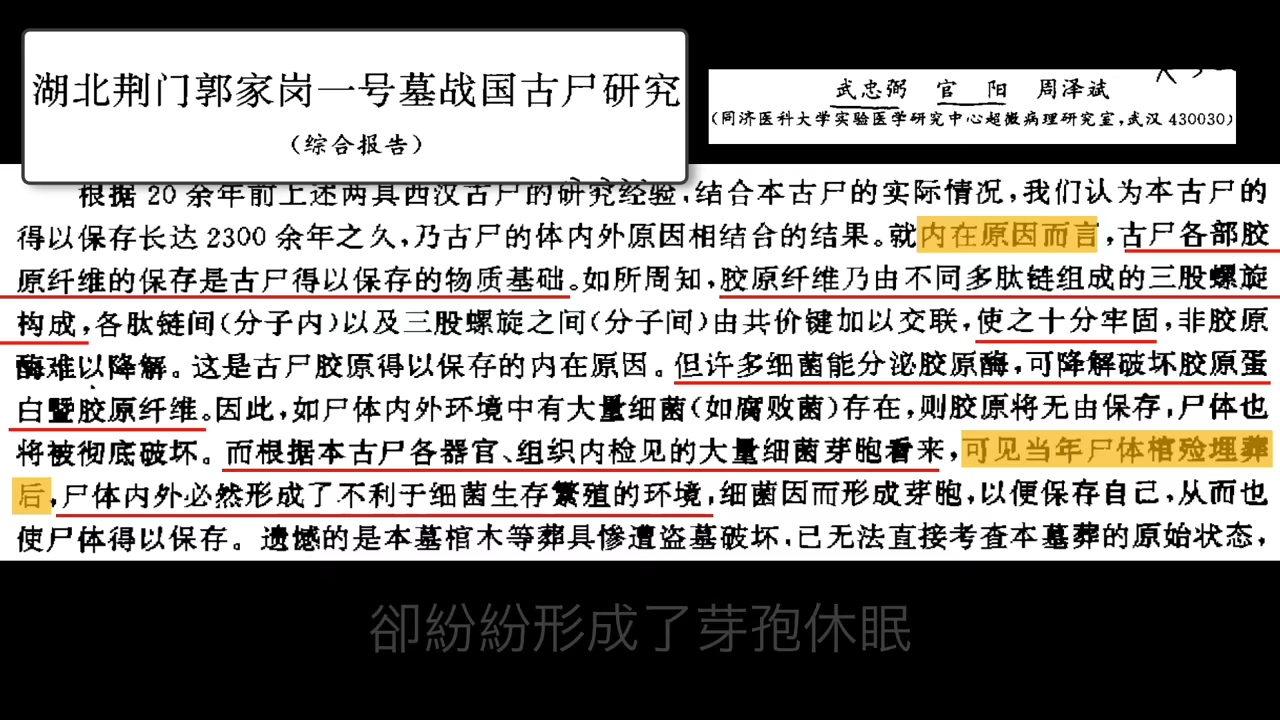 湖北荆门郭家岗一号墓战国古尸研究
(综合报告)
武忠弼 官 阳 周泽斌
(同济医科大学实验医学研究中心超微病理研究室,武汉 430030)
根据 20 余年前上述两具西汉古尸的研究经验,结合本古尸的实际情况,我们认为本古尸的
得以保存长达 2300 余年之久,乃古尸的体内外原因相结合的结果。就内在原因而言,古尸各部胶
原纤维的保存是古尸得以保存的物质基础。如所周知,胶原纤维乃由不同多肽链组成的三股螺旋
构成,各肽链间(分子内)以及三股螺旋之间(分子间)由共价键加以交联,使之十分牢固,非胶原
酶难以降解。这是古尸胶原得以保存的内在原因。但许多细菌能分泌胶原酶,可降解破坏胶原蛋
白暨胶原纤维。因此,如尸体内外环境中有大量细菌(如腐败菌)存在,则胶原将无由保存,尸体也
将被彻底破坏。而根据本古尸各器官、组织内检见的大量细菌芽胞看来,可见当年尸体棺殓埋葬
后,尸体内外必然形成了不利于细菌生存繁殖的环境,细菌因而形成芽胞,以便保存自己,从而也
使尸体得以保存。遗憾的是本墓棺木等葬具惨遭盗墓破坏,已无法直接考查本墓葬的原始状态,
卻紛紛形成了芽孢休眠